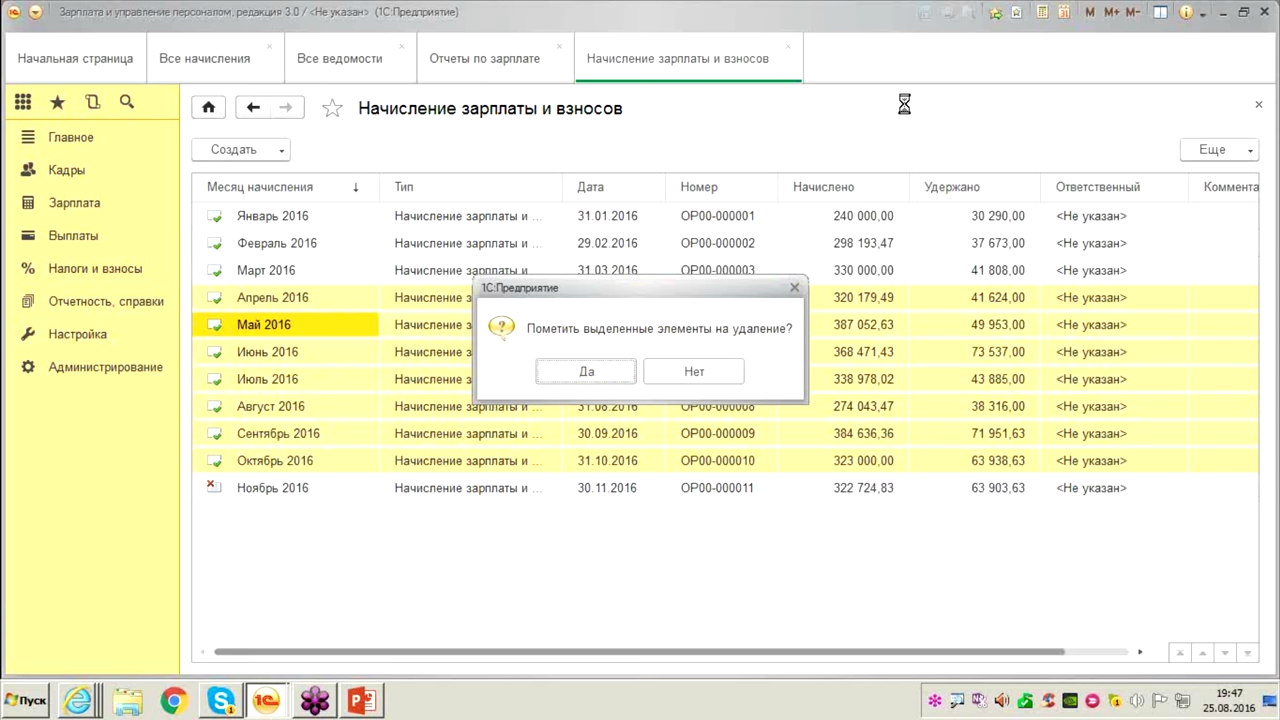 Зарплата и управление персоналом, редакция 3.0 / <Не указан> (1С:Предприятие)
M M+ M-
Начальная страница Все начисления Все ведомости Отчеты по зарплате Начисление зарплаты и взносов
Начисление зарплаты и взносов
Главное
Кадры
Зарплата
Выплаты
Налоги и взносы
Отчетность, справки
Настройка
Администрирование
Создать Еще
Месяц начисления ↓ Тип Дата Номер Начислено Удержано Ответственный Коммента
Январь 2016 Начисление зарплаты и ... 31.01.2016 ОР00-000001 240 000,00 30 290,00 <Не указан>
Февраль 2016 Начисление зарплаты и ... 29.02.2016 ОР00-000002 298 193,47 37 673,00 <Не указан>
Март 2016 Начисление зарплаты и ... 31.03.2016 ОР00-000003 330 000,00 41 808,00 <Не указан>
Апрель 2016 Начисление з 320 179,49 41 624,00 <Не указан>
Май 2016 Начисление з 387 052,63 49 953,00 <Не указан>
Июнь 2016 Начисление з 368 471,43 73 537,00 <Не указан>
Июль 2016 Начисление з 338 978,02 43 885,00 <Не указан>
Август 2016 Начисление зарплаты и ... 31.08.2016 ОР00-000008 274 043,47 38 316,00 <Не указан>
Сентябрь 2016 Начисление зарплаты и ... 30.09.2016 ОР00-000009 384 636,36 71 951,63 <Не указан>
Октябрь 2016 Начисление зарплаты и ... 31.10.2016 ОР00-000010 323 000,00 63 938,63 <Не указан>
Ноябрь 2016 Начисление зарплаты и ... 30.11.2016 ОР00-000011 322 724,83 63 903,63 <Не указан>
1С:Предприятие
Пометить выделенные элементы на удаление?
Да Нет
Пуск
19:47
25.08.2016